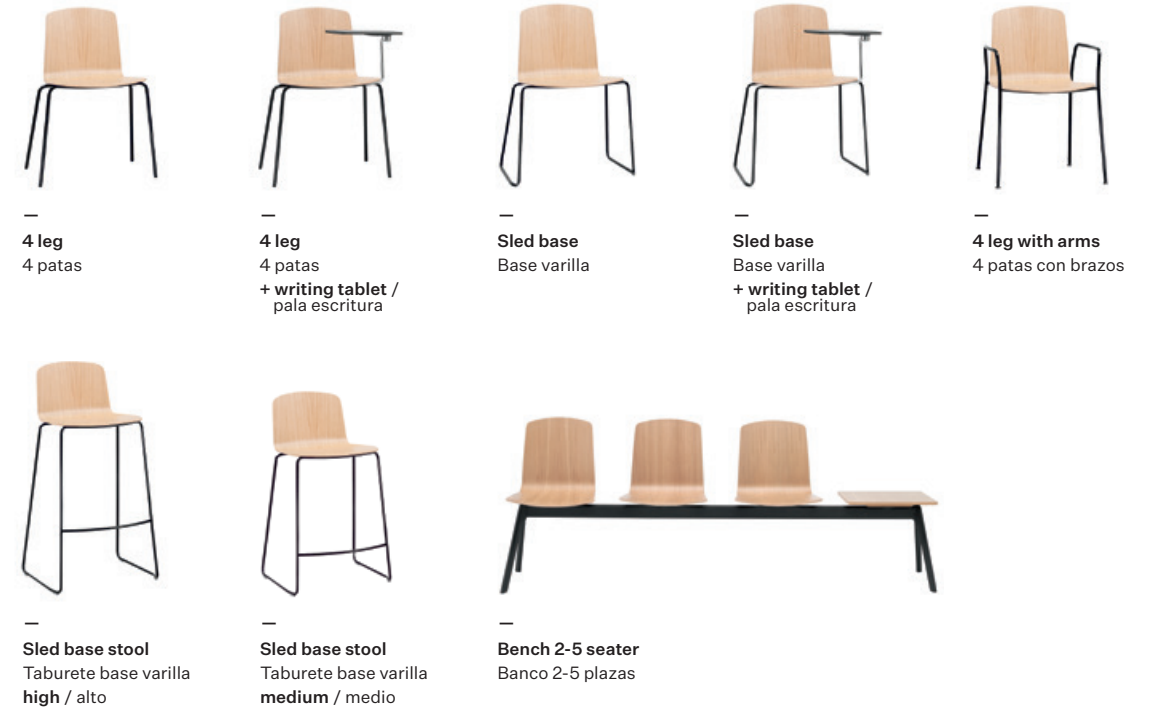 —
4 leg
4 patas
—
4 leg
4 patas
+ writing tablet /
pala escritura
—
Sled base
Base varilla
—
Sled base
Base varilla
+ writing tablet /
pala escritura
—
4 leg with arms
4 patas con brazos
—
Sled base stool
Taburete base varilla
high / alto
—
Sled base stool
Taburete base varilla
medium / medio
—
Bench 2-5 seater
Banco 2-5 plazas